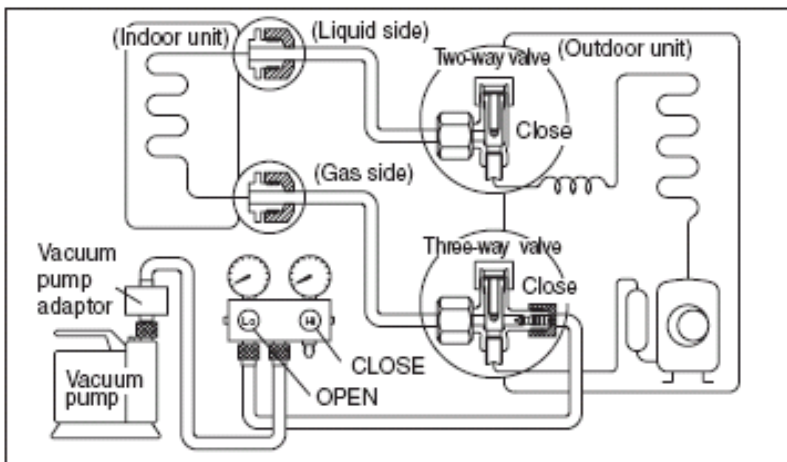 (Indoor unit)
(Liquid side)
Two-way valve
(Outdoor unit)
Close
(Gas side)
Three-way valve
Close
Vacuum
pump
adaptor
Lo
Hi
CLOSE
OPEN
Vacuum
pump